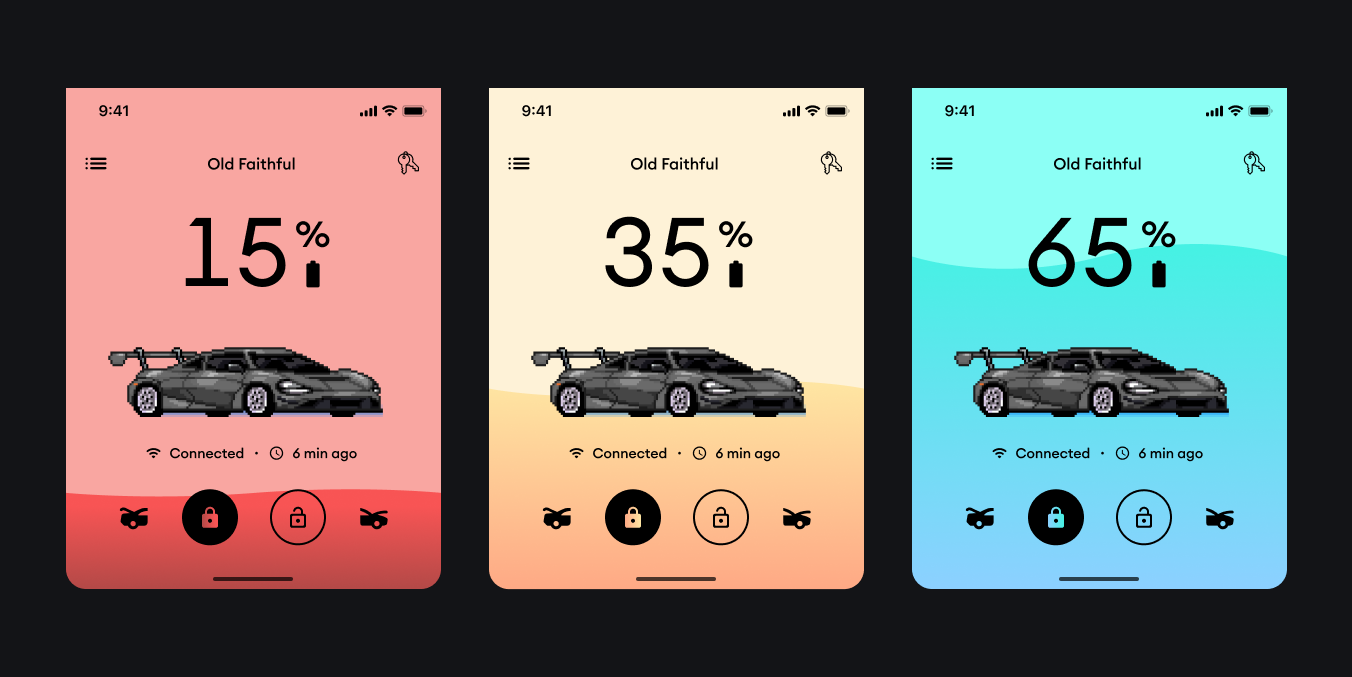 9:41
Old Faithful
15%
Connected · 6 min ago
9:41
Old Faithful
35%
Connected · 6 min ago
9:41
Old Faithful
65%
Connected · 6 min ago